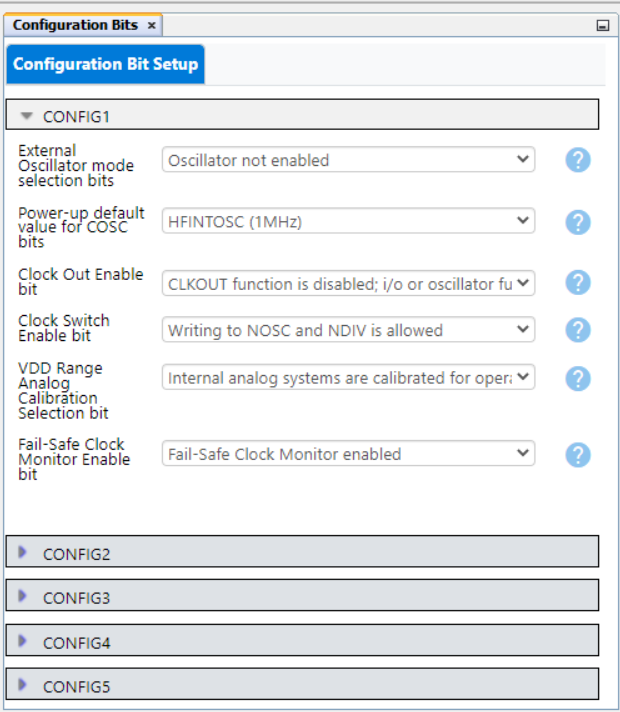 Configuration Bits ×
Configuration Bit Setup
CONFIG1
External
Oscillator mode
selection bits
Oscillator not enabled
?
Power-up default
value for COSC
bits
HFINTOSC (1MHz)
?
Clock Out Enable
bit
CLKOUT function is disabled; i/o or oscillator fu
?
Clock Switch
Enable bit
Writing to NOSC and NDIV is allowed
?
VDD Range
Analog
Calibration
Selection bit
Internal analog systems are calibrated for oper
?
Fail-Safe Clock
Monitor Enable
bit
Fail-Safe Clock Monitor enabled
?
CONFIG2
CONFIG3
CONFIG4
CONFIG5